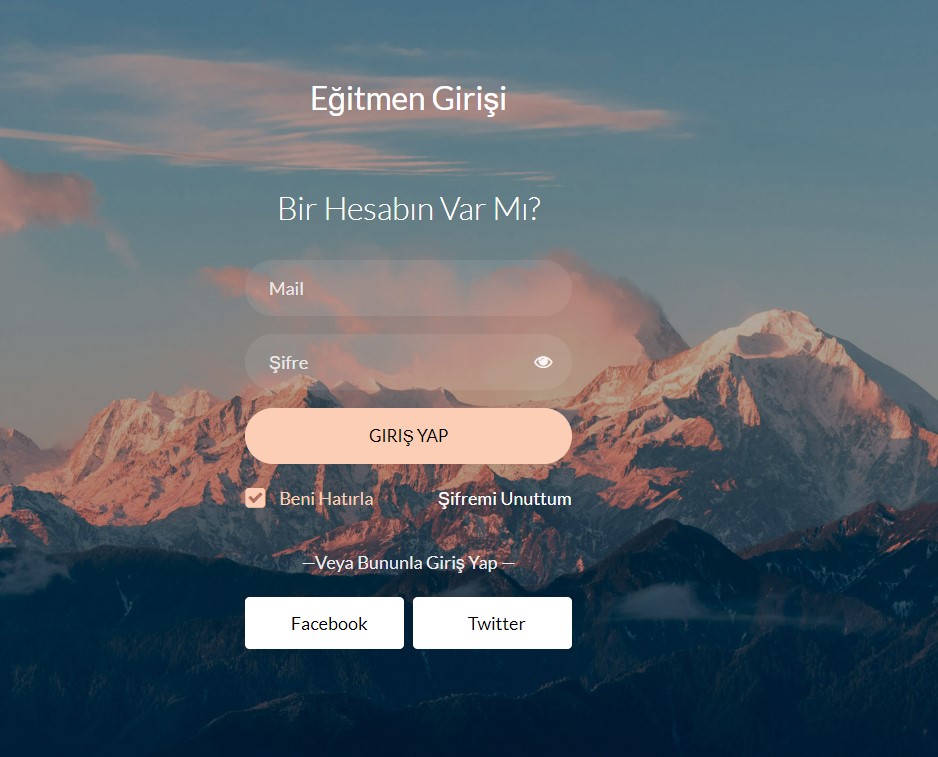 Eğitmen Girişi
Bir Hesabın Var Mı?
Mail
Şifre
GIRIŞ YAP
Beni Hatırla Şifremi Unuttum
—Veya Bununla Giriş Yap —
Facebook Twitter